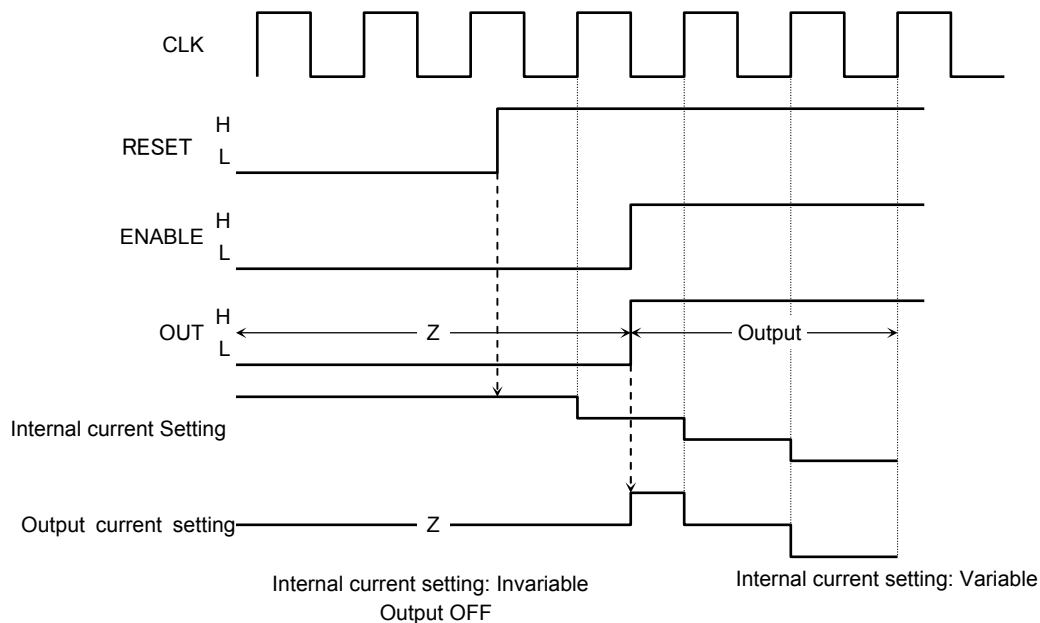 CLK
H
RESET
L
H
ENABLE
L
H
OUT
L
Z
Output
Internal current Setting
Output current setting
Z
Internal current setting: Invariable
Output OFF
Internal current setting: Variable